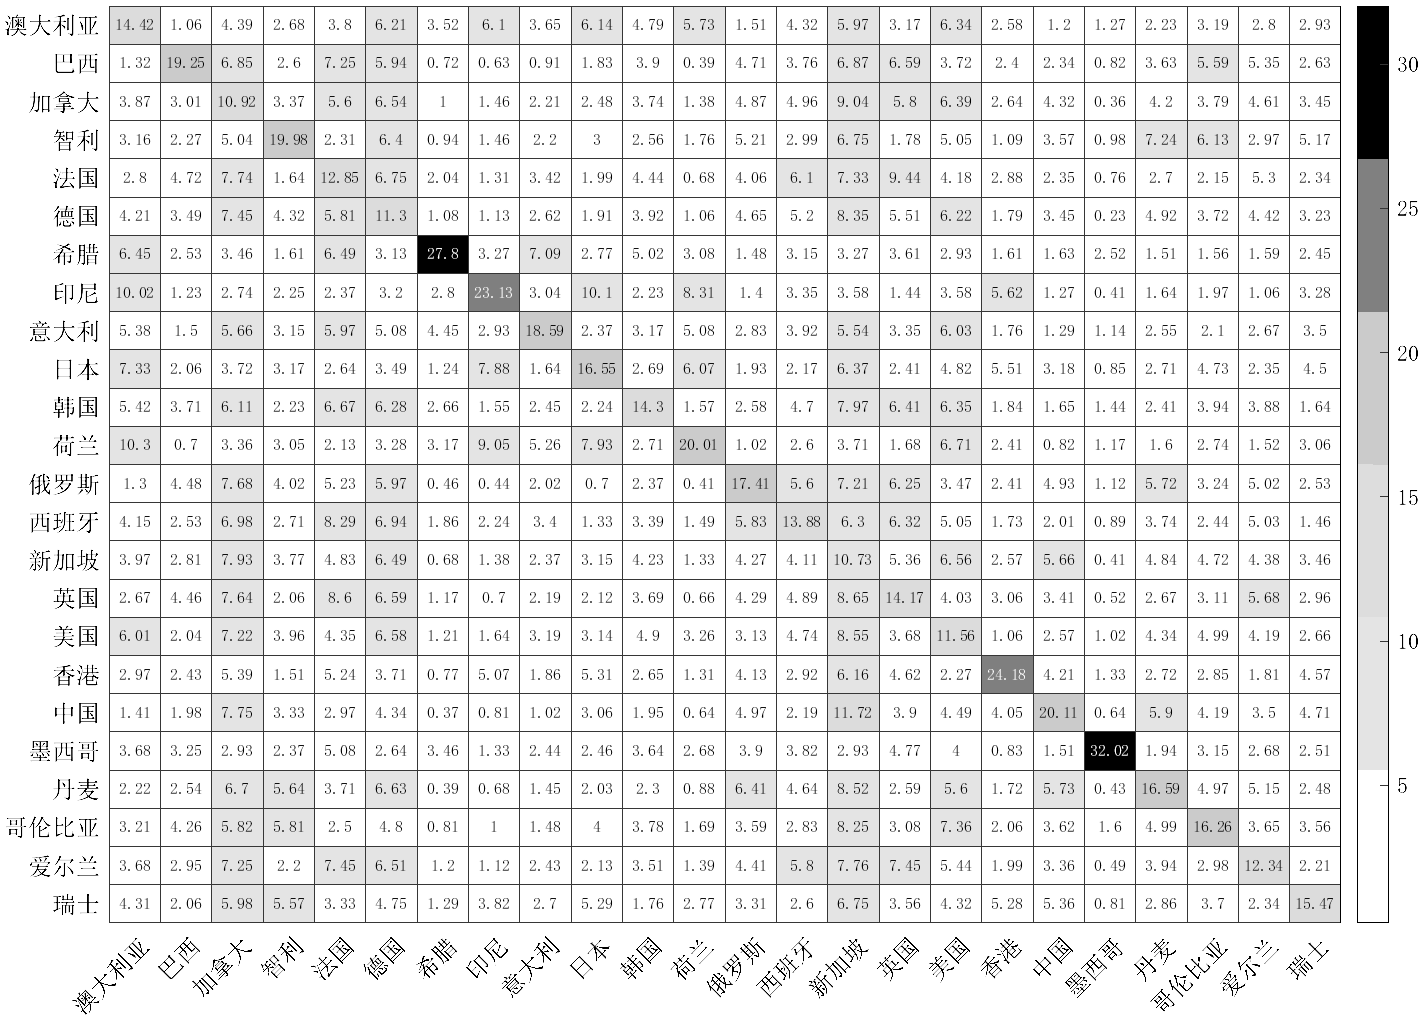 澳大利亚 14.42 1.06 4.39 2.68 3.8 6.21 3.52 6.1 3.65 6.14 4.79 5.73 1.51 4.32 5.97 3.17 6.34 2.58 1.2 1.27 2.23 3.19 2.8 2.93
巴西 1.32 19.25 6.85 2.6 7.25 5.94 0.72 0.63 0.91 1.83 3.9 0.39 4.71 3.76 6.87 6.59 3.72 2.4 2.34 0.82 3.63 5.59 5.35 2.63 30
加拿大 3.87 3.01 10.92 3.37 5.6 6.54 1 1.46 2.21 2.48 3.74 1.38 4.87 4.96 9.04 5.8 6.39 2.64 4.32 0.36 4.2 3.79 4.61 3.45
智利 3.16 2.27 5.04 19.98 2.31 6.4 0.94 1.46 2.2 3 2.56 1.76 5.21 2.99 6.75 1.78 5.05 1.09 3.57 0.98 7.24 6.13 2.97 5.17
法国 2.8 4.72 7.74 1.64 12.85 6.75 2.04 1.31 3.42 1.99 4.44 0.68 4.06 6.1 7.33 9.44 4.18 2.88 2.35 0.76 2.7 2.15 5.3 2.34
德国 4.21 3.49 7.45 4.32 5.81 11.3 1.08 1.13 2.62 1.91 3.92 1.06 4.65 5.2 8.35 5.51 6.22 1.79 3.45 0.23 4.92 3.72 4.42 3.23 25
希腊 6.45 2.53 3.46 1.61 6.49 3.13 27.8 3.27 7.09 2.77 5.02 3.08 1.48 3.15 3.27 3.61 2.93 1.61 1.63 2.52 1.51 1.56 1.59 2.45
印尼 10.02 1.23 2.74 2.25 2.37 3.2 2.8 23.13 3.04 10.1 2.23 8.31 1.4 3.35 3.58 1.44 3.58 5.62 1.27 0.41 1.64 1.97 1.06 3.28
意大利 5.38 1.5 5.66 3.15 5.97 5.08 4.45 2.93 18.59 2.37 3.17 5.08 2.83 3.92 5.54 3.35 6.03 1.76 1.29 1.14 2.55 2.1 2.67 3.5 20
日本 7.33 2.06 3.72 3.17 2.64 3.49 1.24 7.88 1.64 16.55 2.69 6.07 1.93 2.17 6.37 2.41 4.82 5.51 3.18 0.85 2.71 4.73 2.35 4.5
韩国 5.42 3.71 6.11 2.23 6.67 6.28 2.66 1.55 2.45 2.24 14.3 1.57 2.58 4.7 7.97 6.41 6.35 1.84 1.65 1.44 2.41 3.94 3.88 1.64
荷兰 10.3 0.7 3.36 3.05 2.13 3.28 3.17 9.05 5.26 7.93 2.71 20.01 1.02 2.6 3.71 1.68 6.71 2.41 0.82 1.17 1.6 2.74 1.52 3.06
俄罗斯 1.3 4.48 7.68 4.02 5.23 5.97 0.46 0.44 2.02 0.7 2.37 0.41 17.41 5.6 7.21 6.25 3.47 2.41 4.93 1.12 5.72 3.24 5.02 2.53 15
西班牙 4.15 2.53 6.98 2.71 8.29 6.94 1.86 2.24 3.4 1.33 3.39 1.49 5.83 13.88 6.3 6.32 5.05 1.73 2.01 0.89 3.74 2.44 5.03 1.46
新加坡 3.97 2.81 7.93 3.77 4.83 6.49 0.68 1.38 2.37 3.15 4.23 1.33 4.27 4.11 10.73 5.36 6.56 2.57 5.66 0.41 4.84 4.72 4.38 3.46
英国 2.67 4.46 7.64 2.06 8.6 6.59 1.17 0.7 2.19 2.12 3.69 0.66 4.29 4.89 8.65 14.17 4.03 3.06 3.41 0.52 2.67 3.11 5.68 2.96
美国 6.01 2.04 7.22 3.96 4.35 6.58 1.21 1.64 3.19 3.14 4.9 3.26 3.13 4.74 8.55 3.68 11.56 1.06 2.57 1.02 4.34 4.99 4.19 2.66 10
香港 2.97 2.43 5.39 1.51 5.24 3.71 0.77 5.07 1.86 5.31 2.65 1.31 4.13 2.92 6.16 4.62 2.27 24.18 4.21 1.33 2.72 2.85 1.81 4.57
中国 1.41 1.98 7.75 3.33 2.97 4.34 0.37 0.81 1.02 3.06 1.95 0.64 4.97 2.19 11.72 3.9 4.49 4.05 20.11 0.64 5.9 4.19 3.5 4.71
墨西哥 3.68 3.25 2.93 2.37 5.08 2.64 3.46 1.33 2.44 2.46 3.64 2.68 3.9 3.82 2.93 4.77 4 0.83 1.51 32.02 1.94 3.15 2.68 2.51
丹麦 2.22 2.54 6.7 5.64 3.71 6.63 0.39 0.68 1.45 2.03 2.3 0.88 6.41 4.64 8.52 2.59 5.6 1.72 5.73 0.43 16.59 4.97 5.15 2.48 5
哥伦比亚 3.21 4.26 5.82 5.81 2.5 4.8 0.81 1 1.48 4 3.78 1.69 3.59 2.83 8.25 3.08 7.36 2.06 3.62 1.6 4.99 16.26 3.65 3.56
爱尔兰 3.68 2.95 7.25 2.2 7.45 6.51 1.2 1.12 2.43 2.13 3.51 1.39 4.41 5.8 7.76 7.45 5.44 1.99 3.36 0.49 3.94 2.98 12.34 2.21
瑞士 4.31 2.06 5.98 5.57 3.33 4.75 1.29 3.82 2.7 5.29 1.76 2.77 3.31 2.6 6.75 3.56 4.32 5.28 5.36 0.81 2.86 3.7 2.34 15.47
澳大利亚 巴西 加拿大 智利 法国 德国 希腊 印尼 意大利 日本 韩国 荷兰 俄罗斯 西班牙 新加坡 英国 美国 香港 中国 墨西哥 丹麦 哥伦比亚 爱尔兰 瑞士